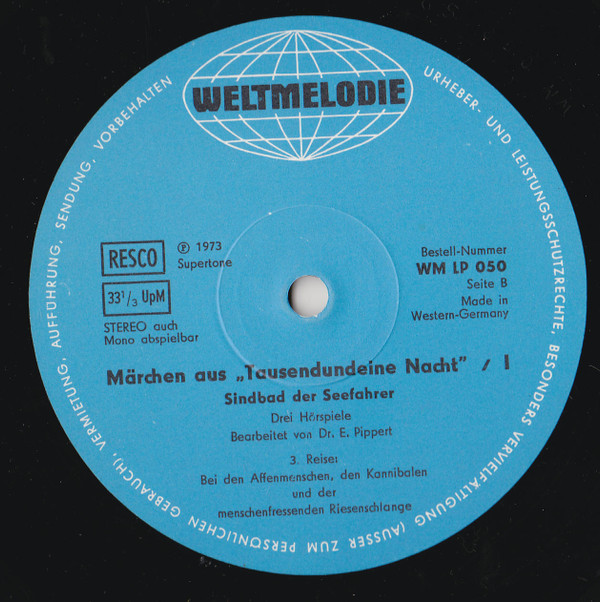 WELTMELODIE
URHEBER- UND LEISTUNGSSCHUTZRECHTE, BESONDERS VERVIELFÄLTIGUNG (AUSSER ZUM PERSÖNLICHEN GEBRAUCH), VERMIETUNG, AUFFÜHRUNG, SENDUNG, VORBEHALTEN
RESCO
℗ 1973
Supertone
33 1/3 UpM
STEREO auch
Mono abspielbar
Bestell-Nummer
WM LP 050
Seite B
Made in
Western-Germany
Märchen aus „Tausendundeine Nacht” / I
Sindbad der Seefahrer
Drei Hörspiele
Bearbeitet von Dr. E. Pippert
3. Reise:
Bei den Affenmenschen, den Kannibalen
und der
menschenfressenden Riesenschlange